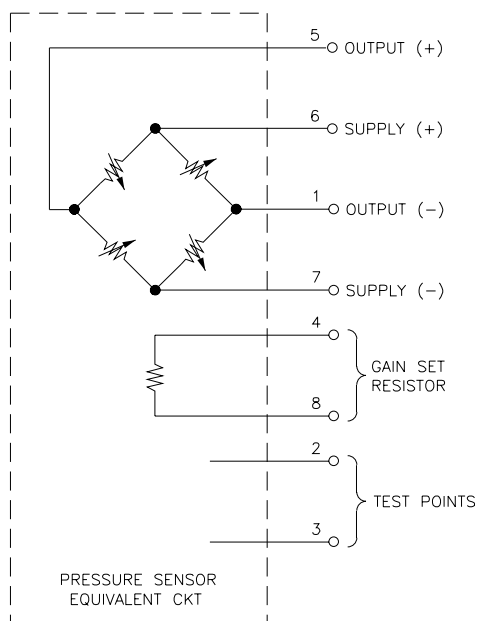 5 OUTPUT (+)
6 SUPPLY (+)
1 OUTPUT (-)
7 SUPPLY (-)
4
GAIN SET
RESISTOR
8
2
TEST POINTS
3
PRESSURE SENSOR
EQUIVALENT CKT